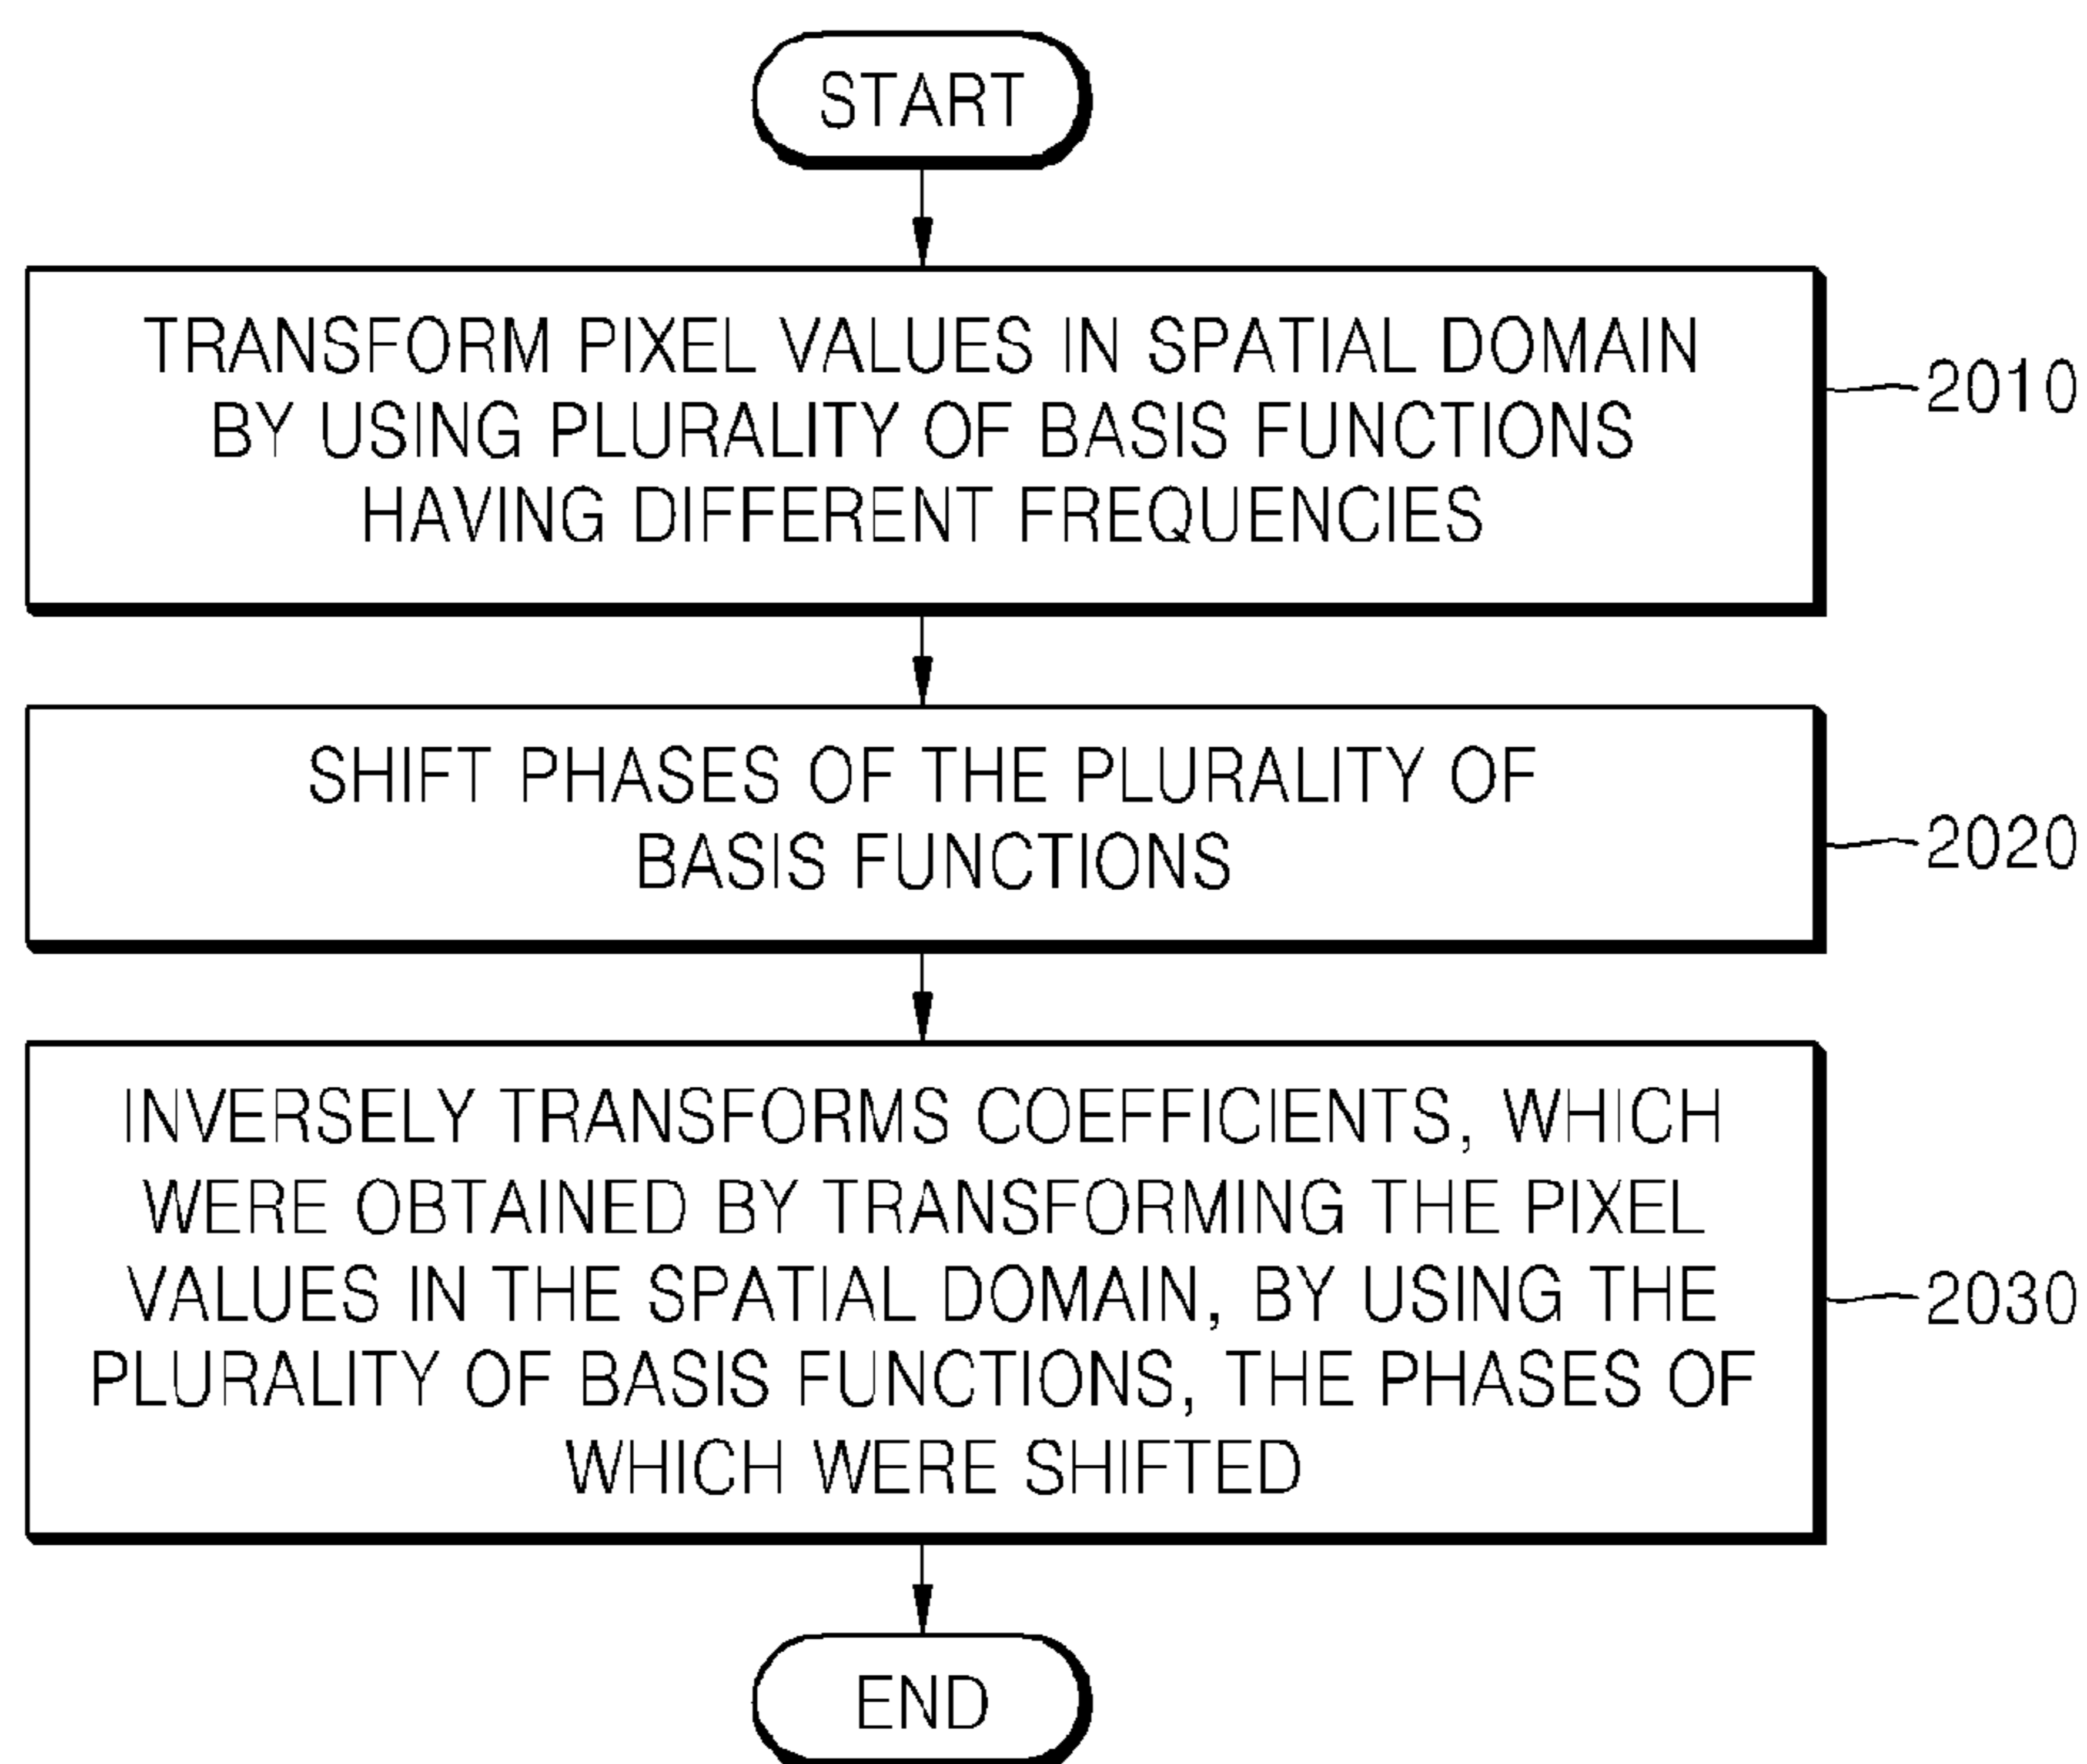 START
TRANSFORM PIXEL VALUES IN SPATIAL DOMAIN
BY USING PLURALITY OF BASIS FUNCTIONS
HAVING DIFFERENT FREQUENCIES
2010
SHIFT PHASES OF THE PLURALITY OF
BASIS FUNCTIONS
2020
INVERSELY TRANSFORMS COEFFICIENTS, WHICH
WERE OBTAINED BY TRANSFORMING THE PIXEL
VALUES IN THE SPATIAL DOMAIN, BY USING THE
PLURALITY OF BASIS FUNCTIONS, THE PHASES OF
WHICH WERE SHIFTED
2030
END